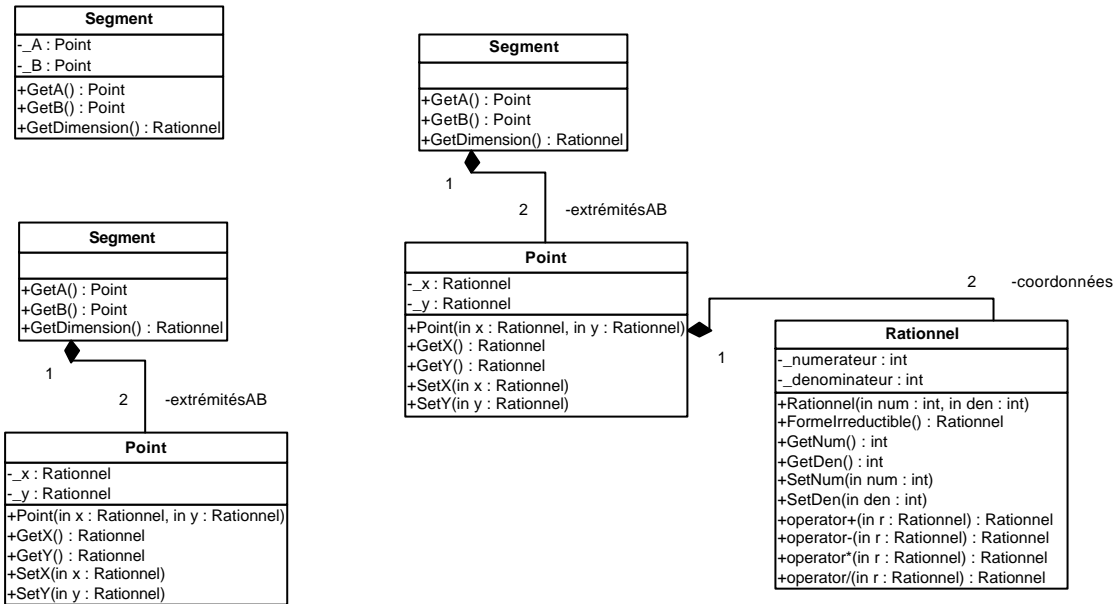 Segment
-_A : Point
-_B : Point
+GetA() : Point
+GetB() : Point
+GetDimension() : Rationnel
Segment
+GetA() : Point
+GetB() : Point
+GetDimension() : Rationnel
1
2
-extrémitésAB
Point
-_x : Rationnel
-_y : Rationnel
+Point(in x : Rationnel, in y : Rationnel)
+GetX() : Rationnel
+GetY() : Rationnel
+SetX(in x : Rationnel)
+SetY(in y : Rationnel)
Segment
+GetA() : Point
+GetB() : Point
+GetDimension() : Rationnel
1
2
-extrémitésAB
Point
-_x : Rationnel
-_y : Rationnel
+Point(in x : Rationnel, in y : Rationnel)
+GetX() : Rationnel
+GetY() : Rationnel
+SetX(in x : Rationnel)
+SetY(in y : Rationnel)
1
2
-coordonnées
Rationnel
-_numerateur : int
-_denominateur : int
+Rationnel(in num : int, in den : int)
+FormeIrreductible() : Rationnel
+GetNum() : int
+GetDen() : int
+SetNum(in num : int)
+SetDen(in den : int)
+operator+(in r : Rationnel) : Rationnel
+operator-(in r : Rationnel) : Rationnel
+operator*(in r : Rationnel) : Rationnel
+operator/(in r : Rationnel) : Rationnel